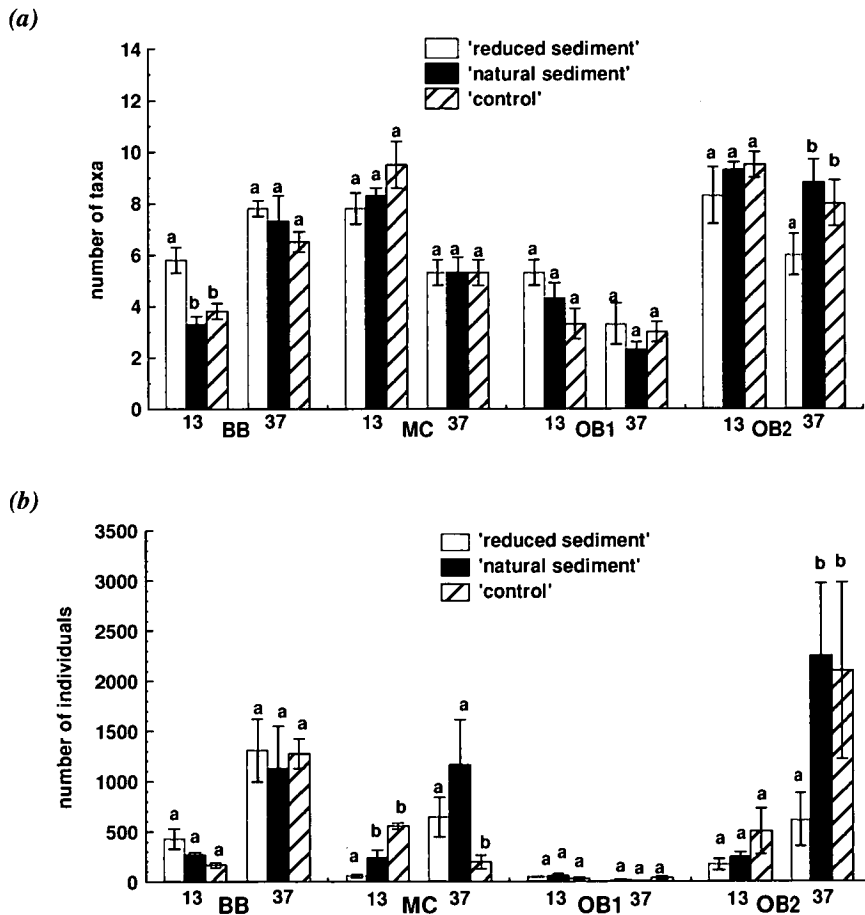 (a)
'reduced sediment'
'natural sediment'
'control'
number of taxa
14
12
10
8
6
4
2
0
a b b a a a a a a a a a a a a a a a a a a a b b
13 BB 37 13 MC 37 13 OB1 37 13 OB2 37
(b)
'reduced sediment'
'natural sediment'
'control'
number of individuals
3500
3000
2500
2000
1500
1000
500
0
a a a a a a a b b a a b a a a a a a a a a a b b
13 BB 37 13 MC 37 13 OB1 37 13 OB2 37